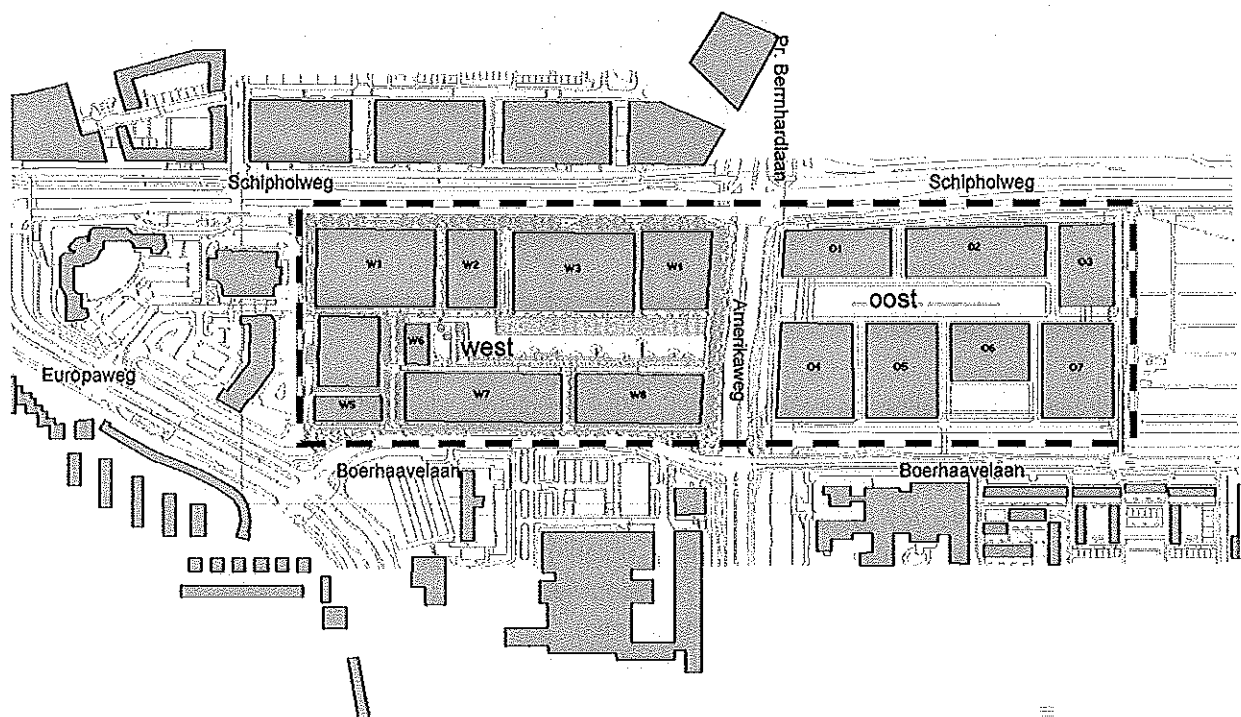 Pr. Bernhardlaan
Schipholweg
Schipholweg
W1
W2
W3
W4
O1
O2
O3
oost
Amerikaweg
W6
west
Europaweg
O4
O5
O6
O7
W5
W7
W8
Boerhaavelaan
Boerhaavelaan